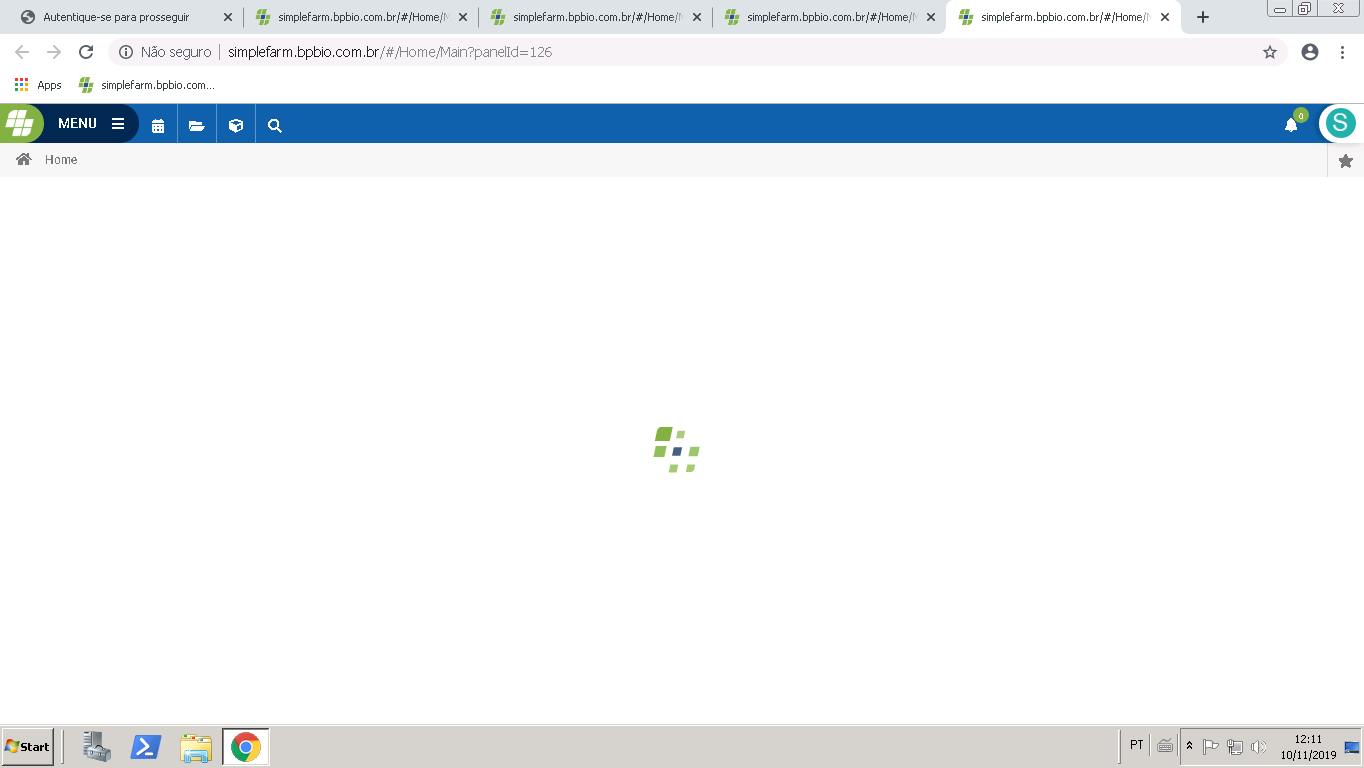 Autentique-se para prosseguir
simplefarm.bpbio.com.br/#/Home/M
simplefarm.bpbio.com.br/#/Home/M
simplefarm.bpbio.com.br/#/Home/M
simplefarm.bpbio.com.br/#/Home/M
Não seguro
simplefarm.bpbio.com.br/#/Home/Main?panelId=126
Apps
simplefarm.bpbio.com...
MENU
0
S
Home
Start
PT
12:11
10/11/2019